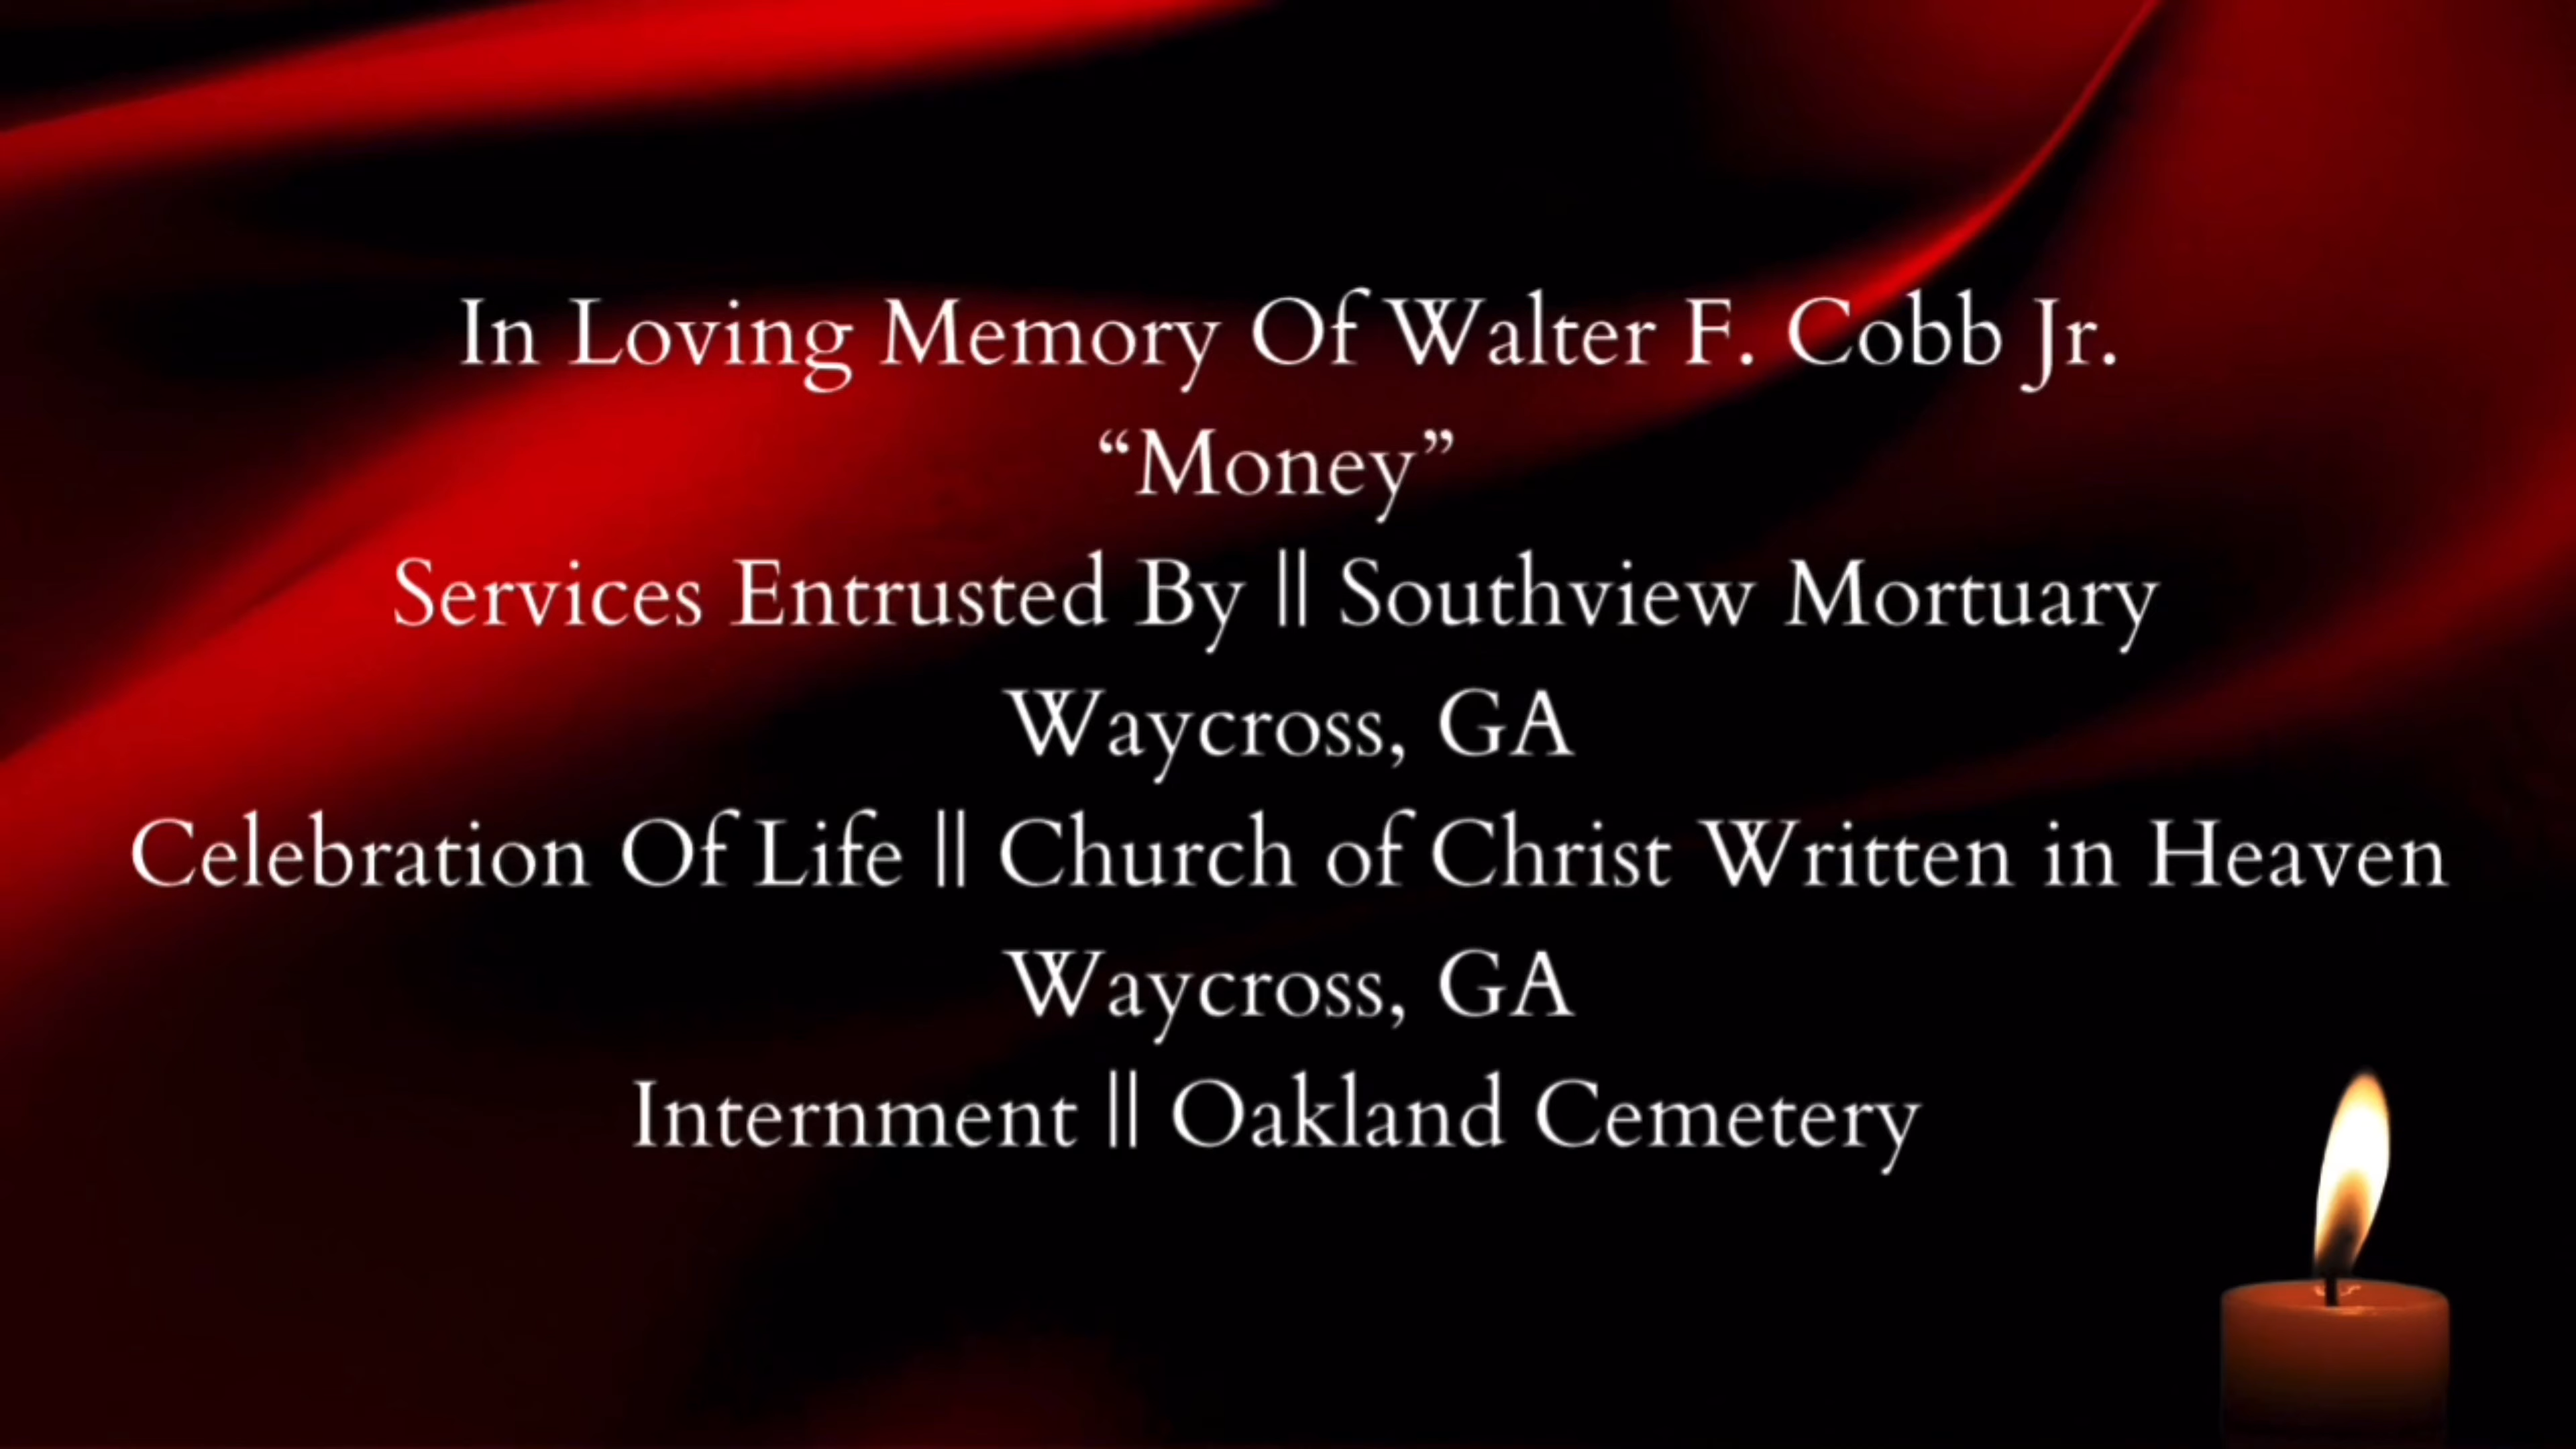 In Loving Memory Of Walter F. Cobb Jr.
“Money”
Services Entrusted By || Southview Mortuary
Waycross, GA
Celebration Of Life || Church of Christ Written in Heaven
Waycross, GA
Internment || Oakland Cemetery